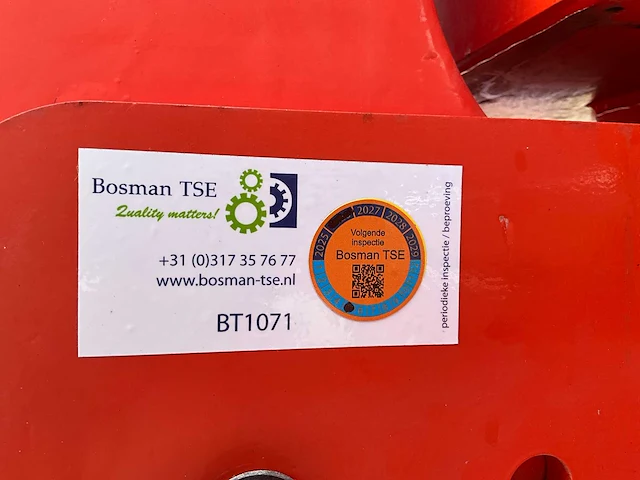 Bosman TSE
Quality matters!
+31 (0)317 35 76 77
www.bosman-tse.nl
BT1071
2025 2027 2028 2029
Volgende
inspectie
Bosman TSE
periodieke inspectie / beproeving